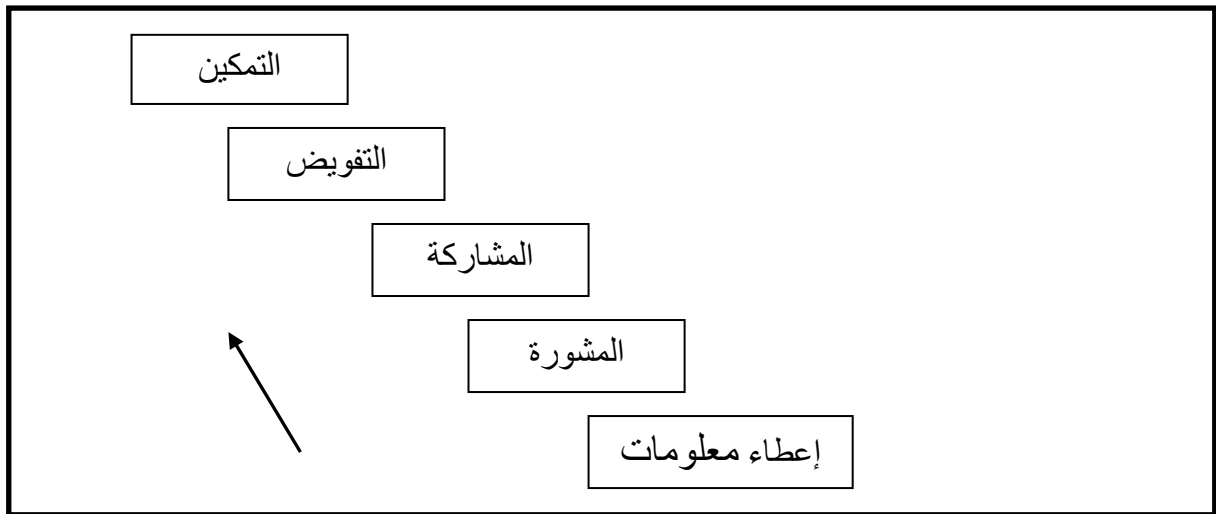 التمكين
التفويض
المشاركة
المشورة
إعطاء معلومات